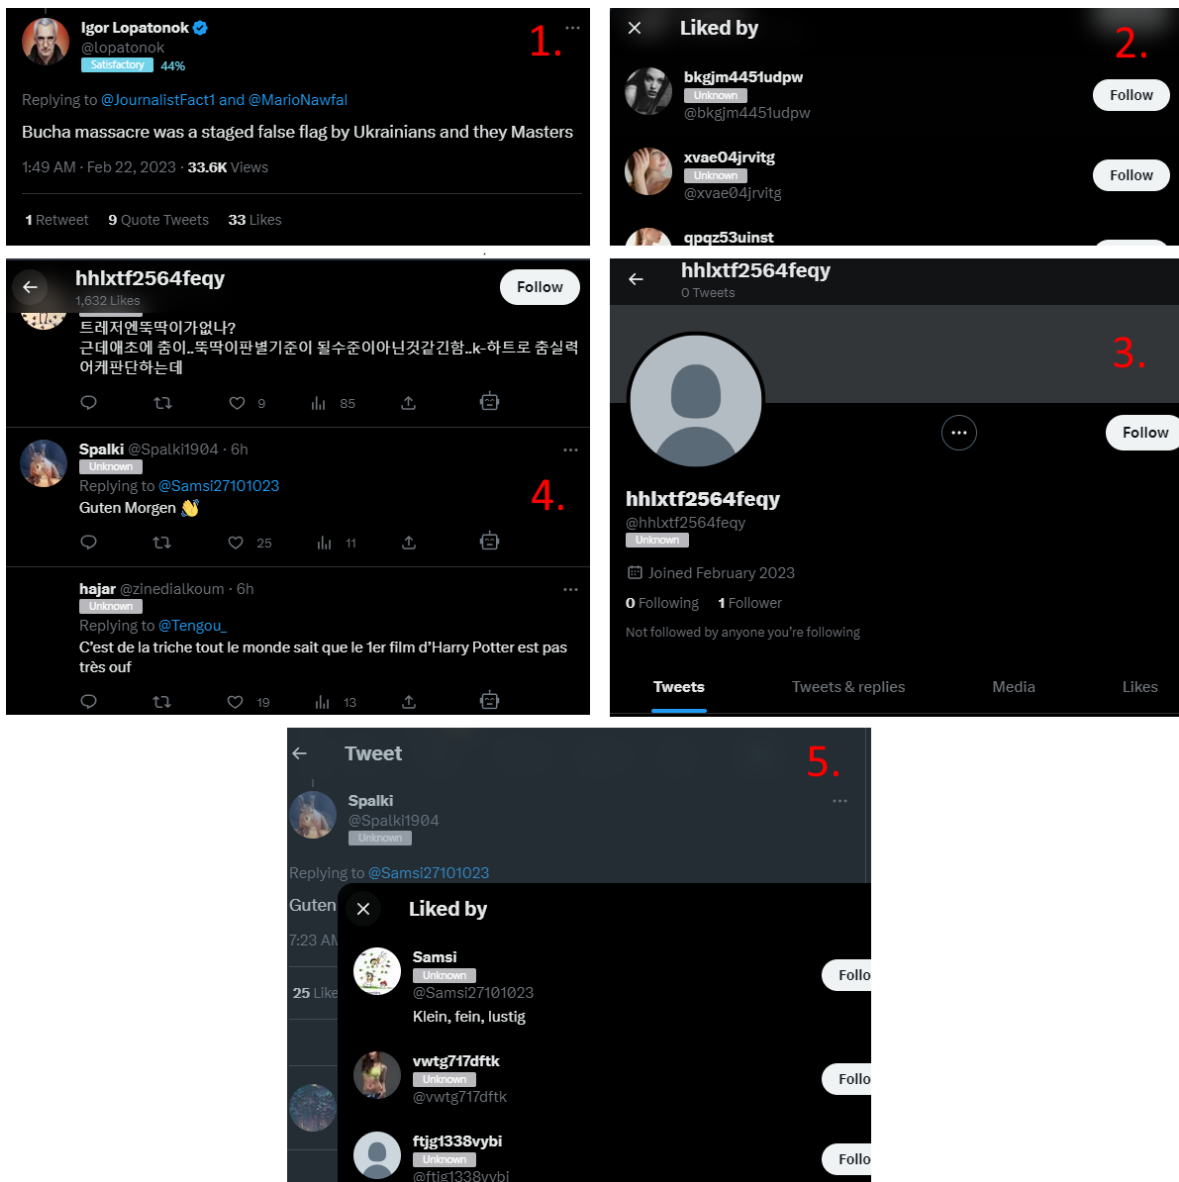 Igor Lopatonok
1.
@lopatonok
Satisfactory 44%
Replying to @JournalistFact1 and @MarioNawfal
Bucha massacre was a staged false flag by Ukrainians and they Masters
1:49 AM · Feb 22, 2023 · 33.6K Views
1 Retweet 9 Quote Tweets 33 Likes
Liked by
2.
bkgjm4451udpw
Unknown
@bkgjm4451udpw
Follow
xvae04jrvitg
Unknown
@xvae04jrvitg
Follow
qpqz53uinst
hhlxtf2564feqy
1,632 Likes
Follow
트레저엔뚝딱이가없나?
근데애초에 춤이..뚝딱이판별기준이 될수준이아닌것같긴함..k-하트로 춤실력
어케판단하는데
9 85
Spalki @Spalki1904 · 6h
Unknown
Replying to @Samsi27101023
Guten Morgen 👋
4.
25 11
hajar @zinedialkoum · 6h
Unknown
Replying to @Tengou_
C'est de la triche tout le monde sait que le 1er film d'Harry Potter est pas
très ouf
19 13
hhlxtf2564feqy
0 Tweets
3.
Follow
hhlxtf2564feqy
@hhlxtf2564feqy
Unknown
Joined February 2023
0 Following 1 Follower
Not followed by anyone you're following
Tweets Tweets & replies Media Likes
Tweet
5.
Spalki
@Spalki1904
Unknown
Replying to @Samsi27101023
Guten
7:23 AM
25 Like
Liked by
Samsi
Unknown
@Samsi27101023
Klein, fein, lustig
Follo
vwtg717dftk
Unknown
@vwtg717dftk
Follo
ftjg1338vybi
Unknown
@ftjg1338vybi
Follo